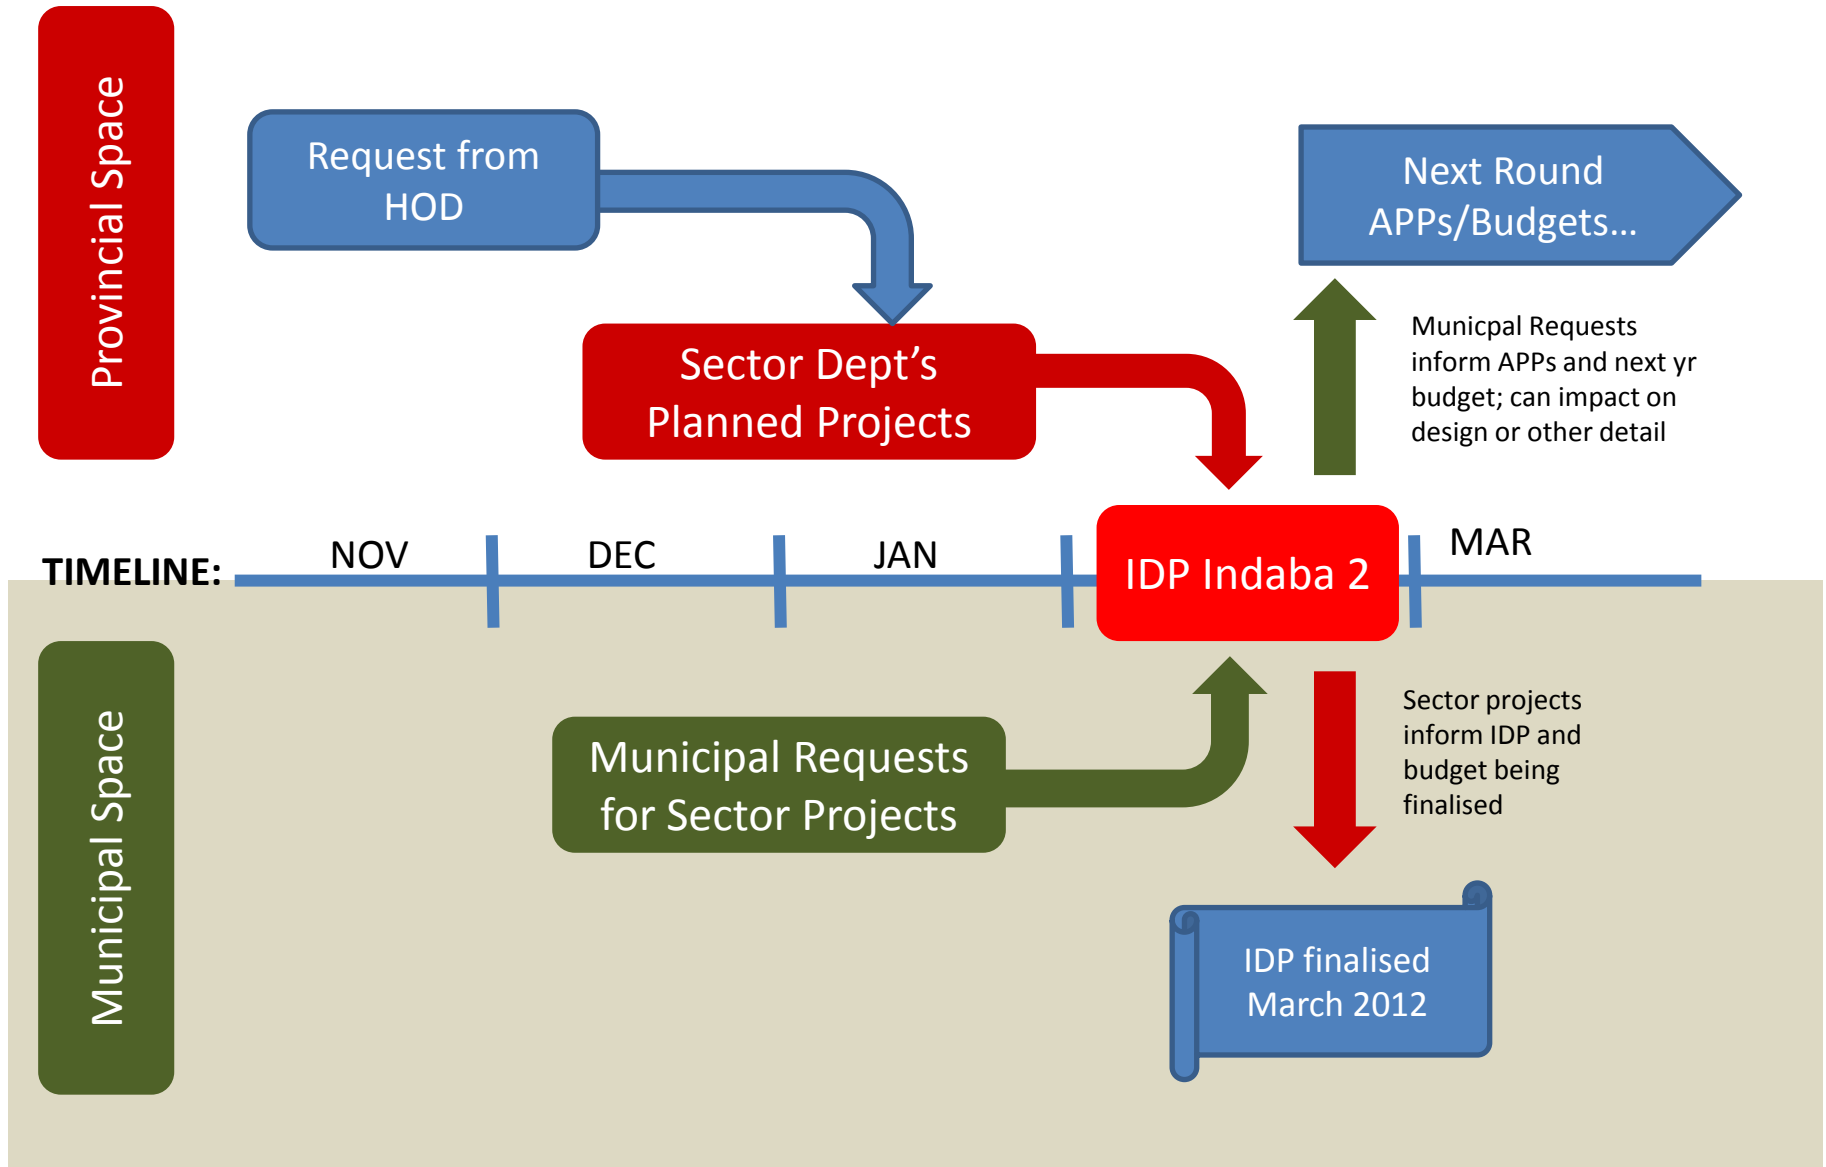 Provincial Space
Request from
HOD
Next Round
APPs/Budgets...
Sector Dept’s
Planned Projects
Municpal Requests
inform APPs and next yr
budget; can impact on
design or other detail
TIMELINE:
NOV
DEC
JAN
IDP Indaba 2
MAR
Municipal Space
Municipal Requests
for Sector Projects
Sector projects
inform IDP and
budget being
finalised
IDP finalised
March 2012